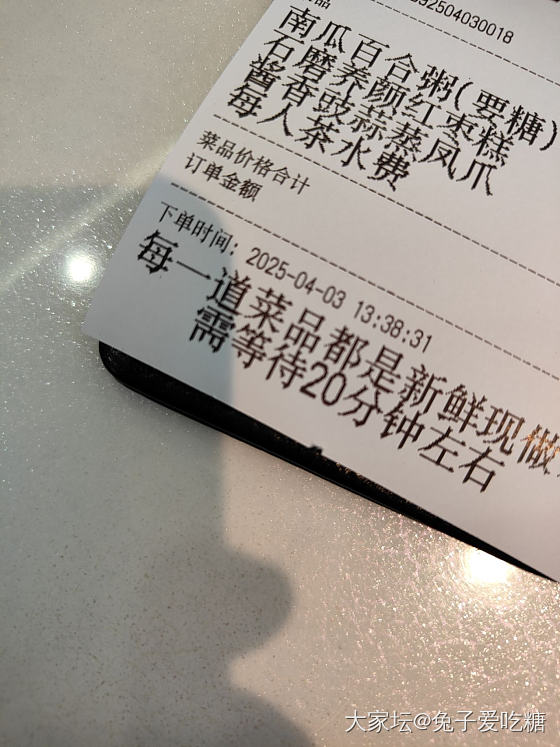 92504030018
南瓜百合粥(要糖)
石磨养颜红枣糕
酱香豉蒜蒸凤爪
每人茶水费
菜品价格合计
订单金额
下单时间: 2025-04-03 13:38:31
每一道菜品都是新鲜现做
需等待20分钟左右
大家坛@兔子爱吃糖